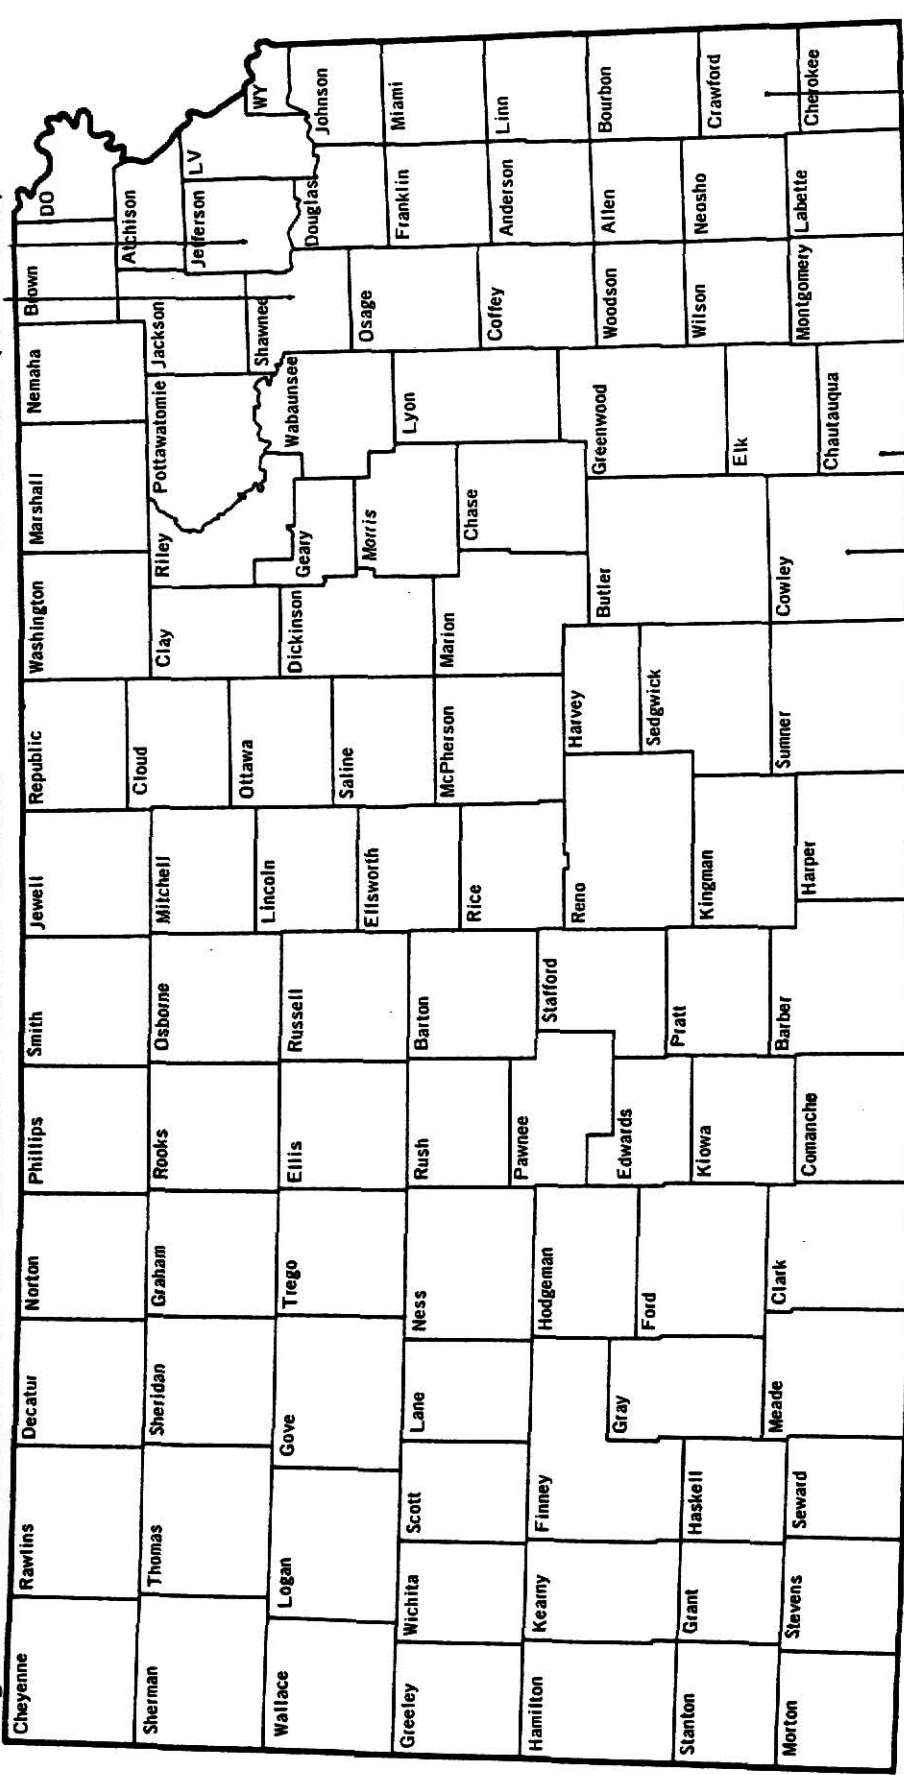 Cheyenne
Rawlins
Decatur
Norton
Phillips
Smith
Jewell
Republic
Washington
Marshall
Nemaha
Brown
DO
Sherman
Thomas
Sheridan
Graham
Rooks
Osborne
Mitchell
Cloud
Clay
Riley
Pottawatomie
Jackson
Atchison
Jefferson
LV
WY
Wallace
Logan
Gove
Trego
Ellis
Russell
Lincoln
Ottawa
Dickinson
Geary
Wabaunsee
Shawnee
Douglas
Johnson
Greeley
Wichita
Scott
Lane
Ness
Rush
Barton
Ellsworth
Saline
Morris
Osage
Franklin
Miami
Hamilton
Kearny
Finney
Hodgeman
Pawnee
Stafford
Rice
McPherson
Marion
Chase
Lyon
Coffey
Anderson
Linn
Gray
Ford
Edwards
Reno
Harvey
Butler
Greenwood
Woodson
Allen
Bourbon
Stanton
Grant
Haskell
Kiowa
Pratt
Kingman
Sedgwick
Elk
Wilson
Neosho
Crawford
Morton
Stevens
Seward
Meade
Clark
Comanche
Barber
Harper
Sumner
Cowley
Chautauqua
Montgomery
Labette
Cherokee